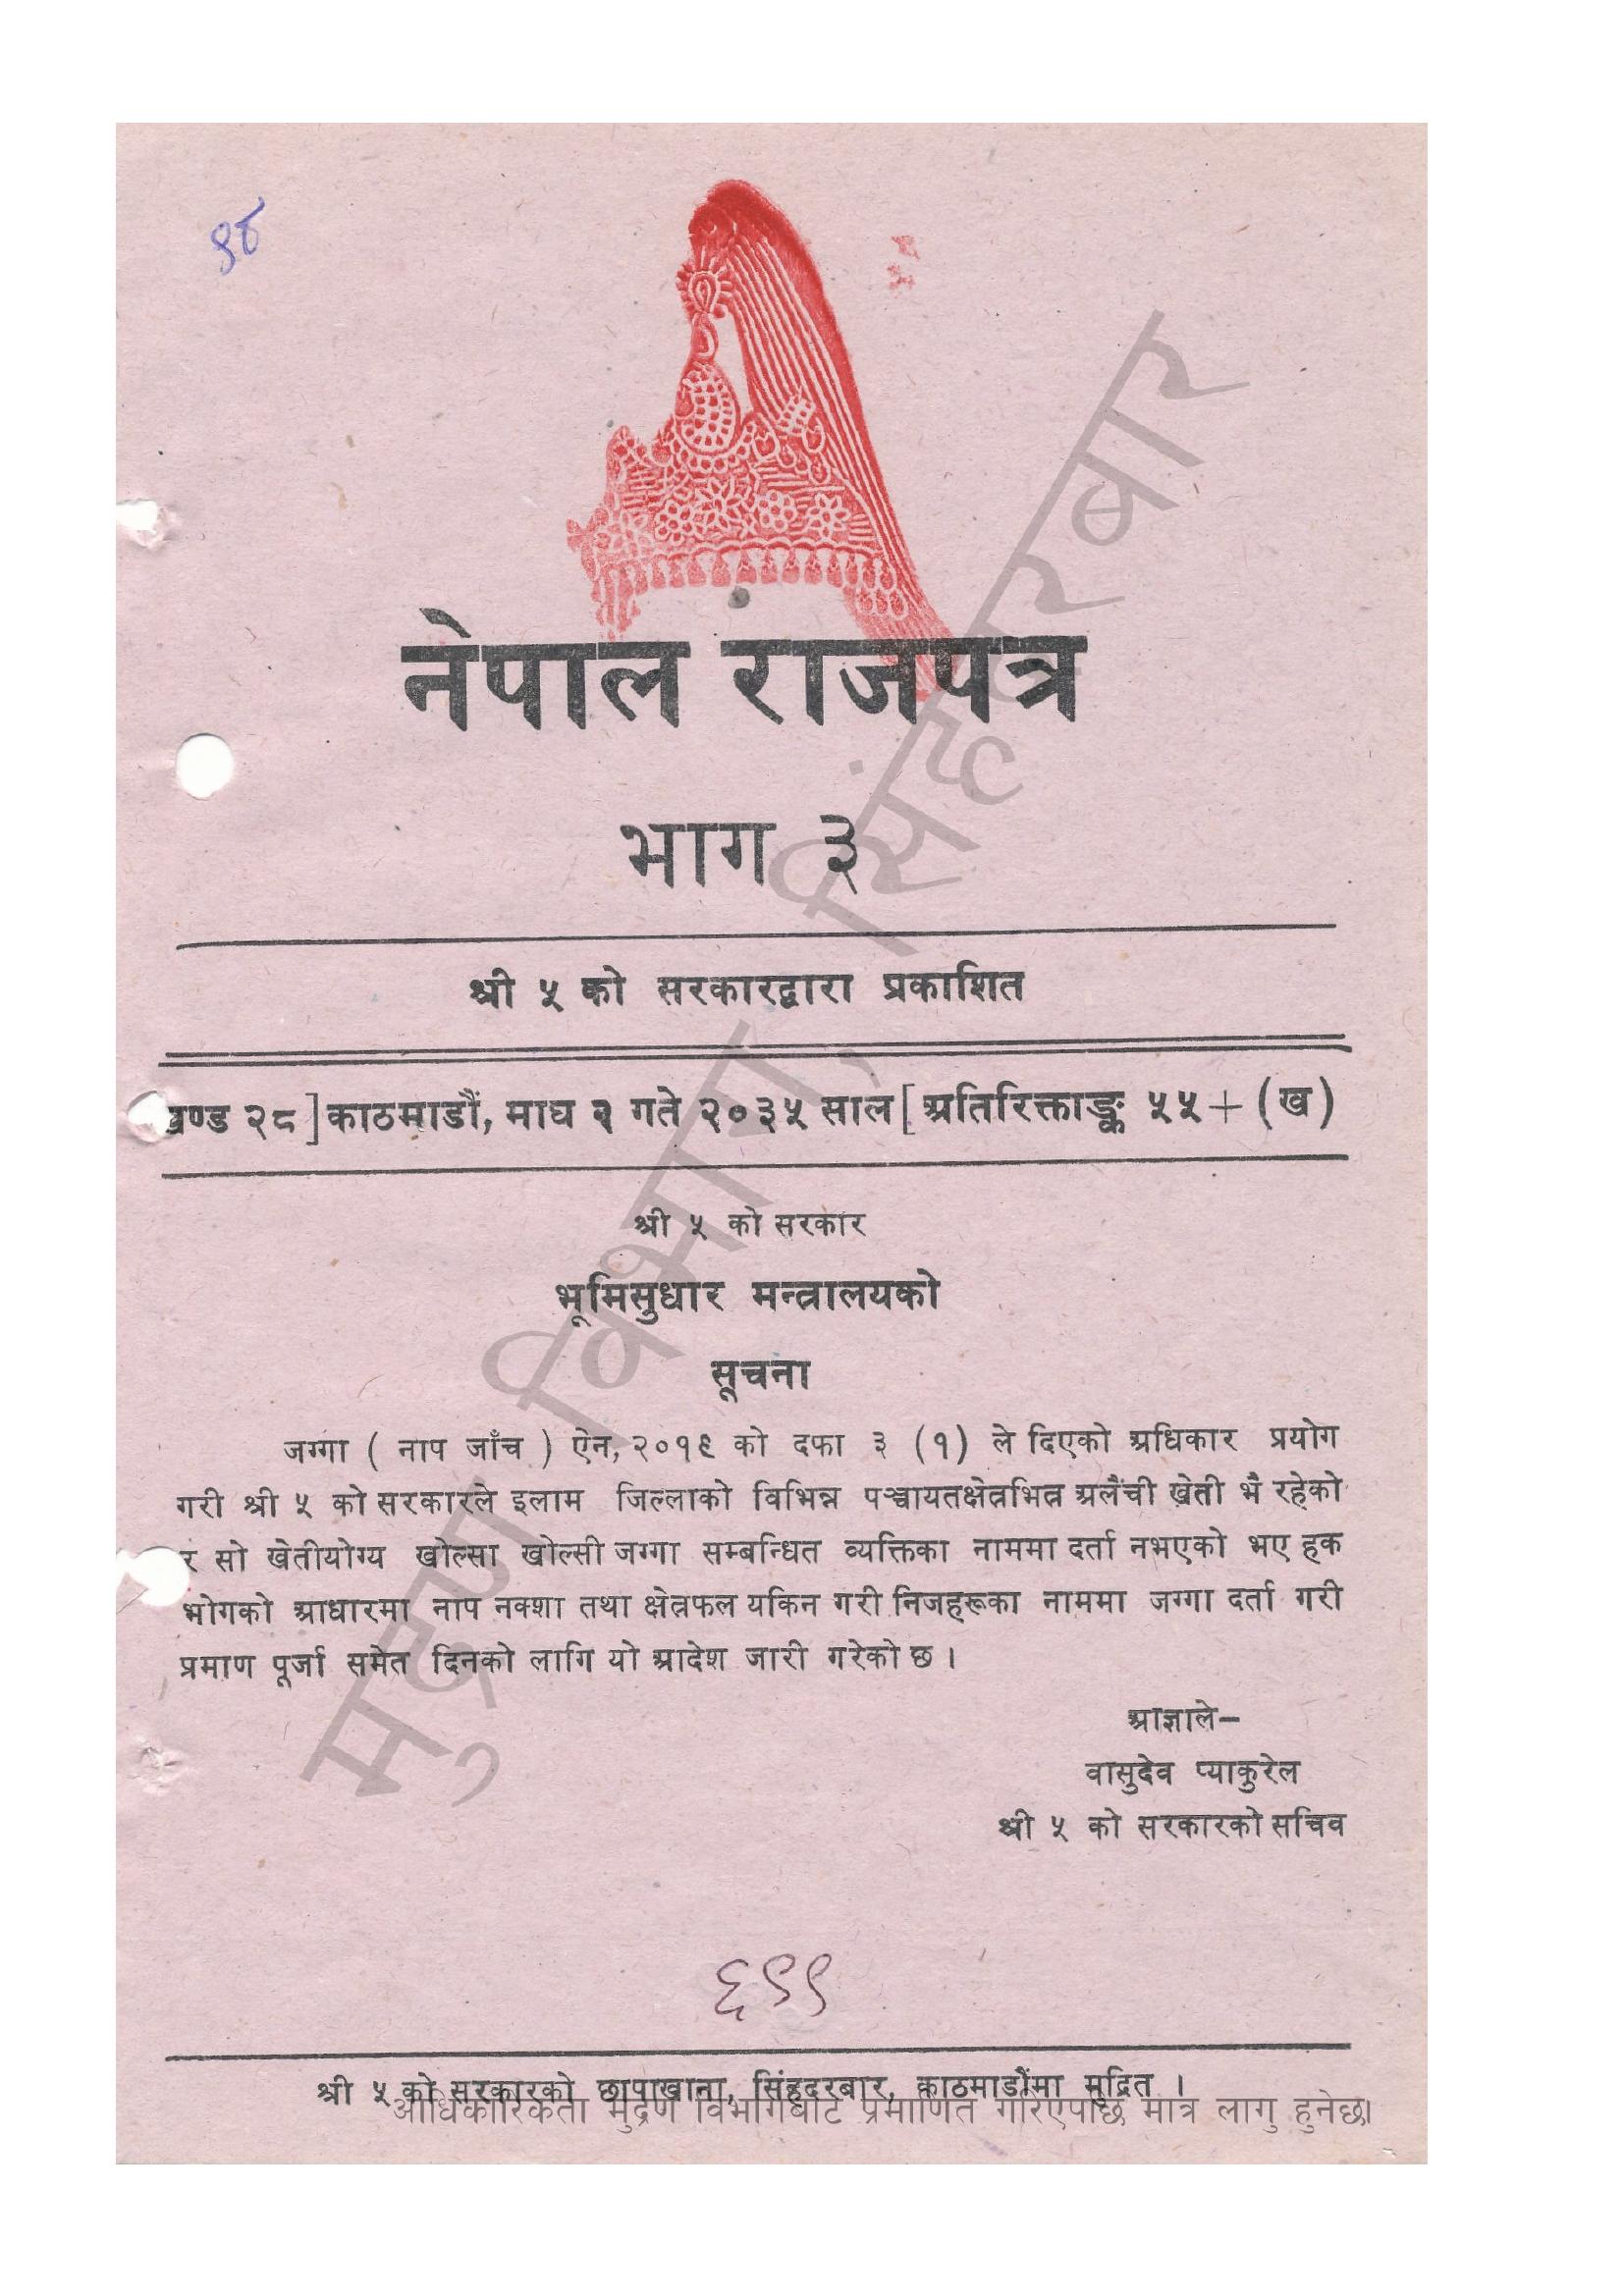 ९८
नेपाल राजपत्र
भाग ३
श्री ५ को सरकारद्वारा प्रकाशित
खण्ड २८ ] काठमाडौं, माघ २ गते २०३५ साल [ अतिरिक्ताङ्क ५५ + (ख)
श्री ५ को सरकार
भूमिसुधार मन्त्रालयको
सूचना
जग्गा ( नाप जाँच ) ऐन, २०१९ को दफा ३ (१) ले दिएको अधिकार प्रयोग
गरी श्री ५ को सरकारले इलाम जिल्लाको विभिन्न पञ्चायतक्षेत्रभित्र अलैंची खेती भै रहेको
र सो खेतीयोग्य खोल्सा खोल्सी जग्गा सम्बन्धित व्यक्तिका नाममा दर्ता नभएको भए हक
भोगको आधारमा नाप नक्शा तथा क्षेत्रफल यकिन गरी निजहरूका नाममा जग्गा दर्ता गरी
प्रमाण पूर्जा समेत दिनको लागि यो आदेश जारी गरेको छ ।
आज्ञाले–
वासुदेव प्याकुरेल
श्री ५ को सरकारको सचिव
६९९
श्री ५ को सरकारको छापाखाना, सिंहदरबार, काठमाडौंमा मुद्रित ।
आधिकारिकता मुद्रण विभागबाट प्रमाणित गरिएपछि मात्र लागु हुनेछ।
मुद्रण विभाग, सिंहदरबार